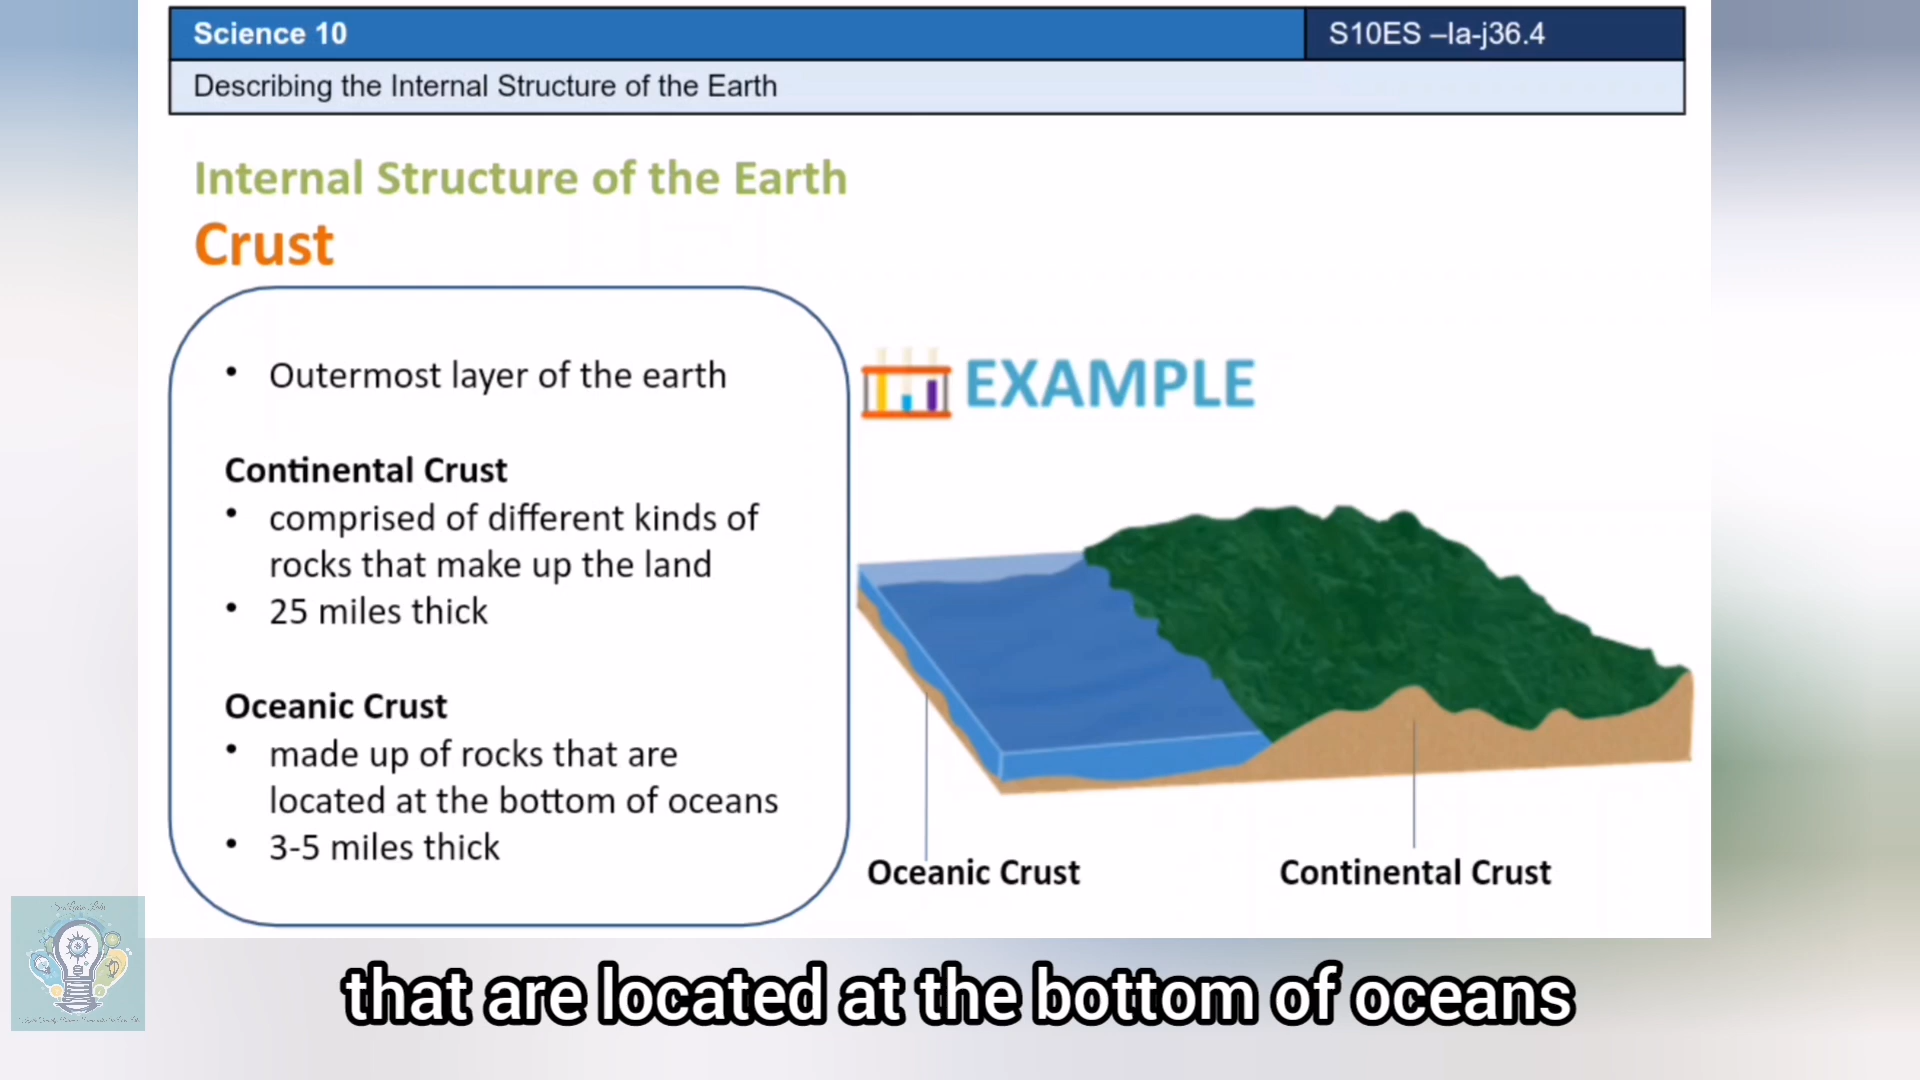 Science 10
S10ES –Ia-j36.4
Describing the Internal Structure of the Earth
Internal Structure of the Earth
Crust
• Outermost layer of the earth
Continental Crust
• comprised of different kinds of
rocks that make up the land
• 25 miles thick
Oceanic Crust
• made up of rocks that are
located at the bottom of oceans
• 3-5 miles thick
EXAMPLE
Oceanic Crust
Continental Crust
that are located at the bottom of oceans